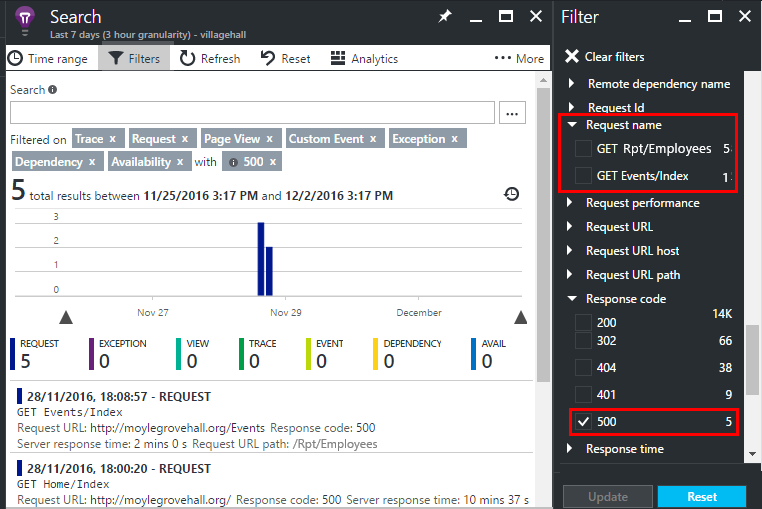 Search
Last 7 days (3 hour granularity) - villagehall
Time range Filters Refresh Reset Analytics ••• More
Search
...
Filtered on Trace x Request x Page View x Custom Event x Exception x
Dependency x Availability x with 500 x
5 total results between 11/25/2016 3:17 PM and 12/2/2016 3:17 PM
3
2
1
0
Nov 27 Nov 29 December
REQUEST EXCEPTION VIEW TRACE EVENT DEPENDENCY AVAIL
5 0 0 0 0 0 0
28/11/2016, 18:08:57 - REQUEST
GET Events/Index
Request URL: http://moylegrovehall.org/Events Response code: 500
Server response time: 2 mins 0 s Request URL path: /Rpt/Employees
28/11/2016, 18:00:20 - REQUEST
GET Home/Index
Request URL: http://moylegrovehall.org/ Response code: 500 Server response time: 10 mins 37 s
Filter
Clear filters
Remote dependency name
Request Id
Request name
GET Rpt/Employees 5
GET Events/Index 1
Request performance
Request URL
Request URL host
Request URL path
Response code
200 14K
302 66
404 38
401 9
500 5
Response time
Update Reset